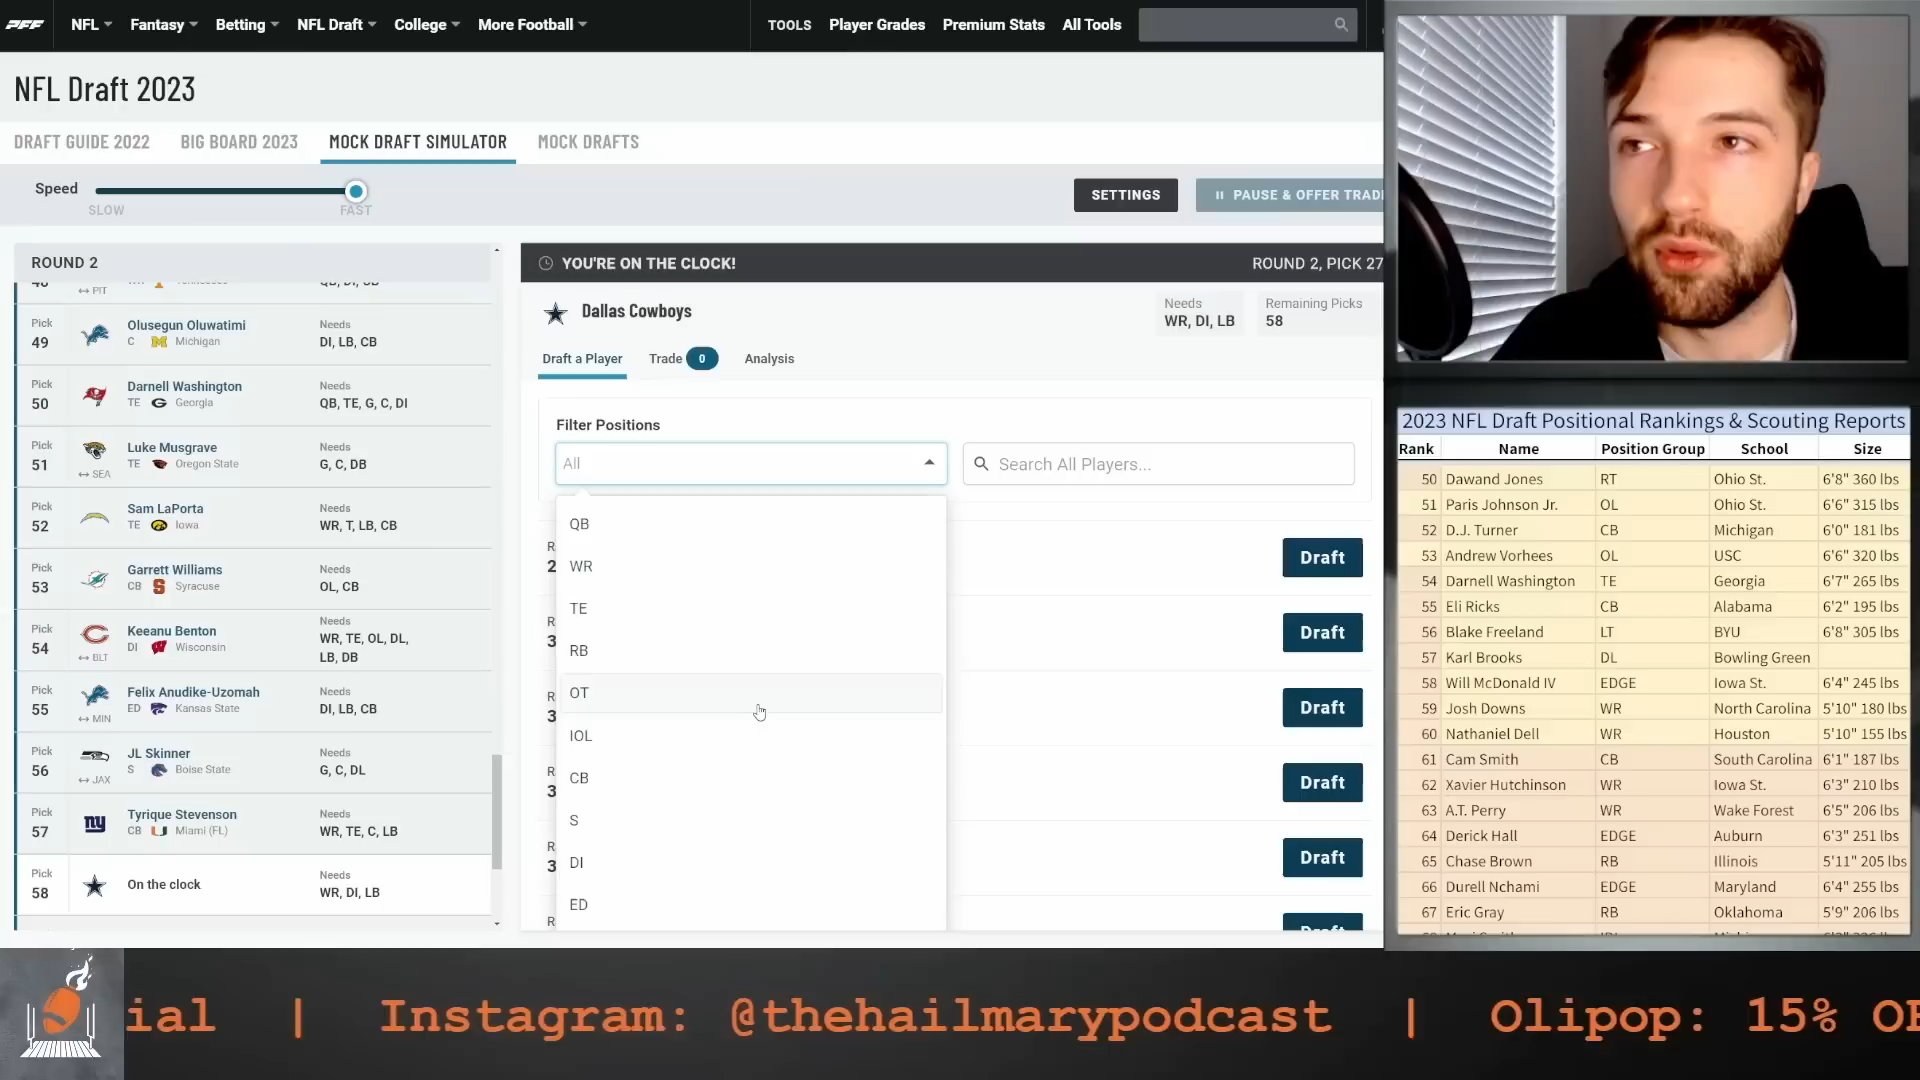 PFF NFL Fantasy Betting NFL Draft College More Football TOOLS Player Grades Premium Stats All Tools
NFL Draft 2023
DRAFT GUIDE 2022 BIG BOARD 2023 MOCK DRAFT SIMULATOR MOCK DRAFTS
Speed
SLOW FAST
SETTINGS
PAUSE & OFFER TRAD
ROUND 2
↔ PIT
Pick 49 Olusegun Oluwatimi Needs
C Michigan DI, LB, CB
Pick 50 Darnell Washington Needs
TE Georgia QB, TE, G, C, DI
Pick 51 Luke Musgrave Needs
↔ SEA TE Oregon State G, C, DB
Pick 52 Sam LaPorta Needs
TE Iowa WR, T, LB, CB
Pick 53 Garrett Williams Needs
CB Syracuse OL, CB
Pick 54 Keeanu Benton Needs
↔ BLT DI Wisconsin WR, TE, OL, DL,
LB, DB
Pick 55 Felix Anudike-Uzomah Needs
↔ MIN ED Kansas State DI, LB, CB
Pick 56 JL Skinner Needs
↔ JAX S Boise State G, C, DL
Pick 57 Tyrique Stevenson Needs
CB Miami (FL) WR, TE, C, LB
Pick 58 On the clock Needs
WR, DI, LB
YOU'RE ON THE CLOCK! ROUND 2, PICK 27
Dallas Cowboys
Needs
WR, DI, LB
Remaining Picks
58
Draft a Player Trade 0 Analysis
Filter Positions
All
Search All Players...
QB
WR
TE
RB
OT
IOL
CB
S
DI
ED
Draft
Draft
Draft
Draft
Draft
Draft
2023 NFL Draft Positional Rankings & Scouting Reports
Rank Name Position Group School Size
50 Dawand Jones RT Ohio St. 6'8" 360 lbs
51 Paris Johnson Jr. OL Ohio St. 6'6" 315 lbs
52 D.J. Turner CB Michigan 6'0" 181 lbs
53 Andrew Vorhees OL USC 6'6" 320 lbs
54 Darnell Washington TE Georgia 6'7" 265 lbs
55 Eli Ricks CB Alabama 6'2" 195 lbs
56 Blake Freeland LT BYU 6'8" 305 lbs
57 Karl Brooks DL Bowling Green
58 Will McDonald IV EDGE Iowa St. 6'4" 245 lbs
59 Josh Downs WR North Carolina 5'10" 180 lbs
60 Nathaniel Dell WR Houston 5'10" 155 lbs
61 Cam Smith CB South Carolina 6'1" 187 lbs
62 Xavier Hutchinson WR Iowa St. 6'3" 210 lbs
63 A.T. Perry WR Wake Forest 6'5" 206 lbs
64 Derick Hall EDGE Auburn 6'3" 251 lbs
65 Chase Brown RB Illinois 5'11" 205 lbs
66 Durell Nchami EDGE Maryland 6'4" 255 lbs
67 Eric Gray RB Oklahoma 5'9" 206 lbs
ial | Instagram: @thehailmarypodcast | Olipop: 15% OF